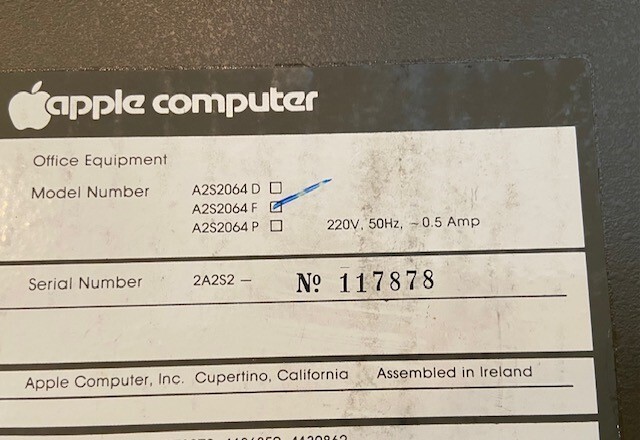 apple computer
Office Equipment
Model Number A2S2064 D
A2S2064 F
A2S2064 P 220V, 50Hz, ~ 0.5 Amp
Serial Number 2A2S2 — Nº 117878
Apple Computer, Inc. Cupertino, California Assembled in Ireland